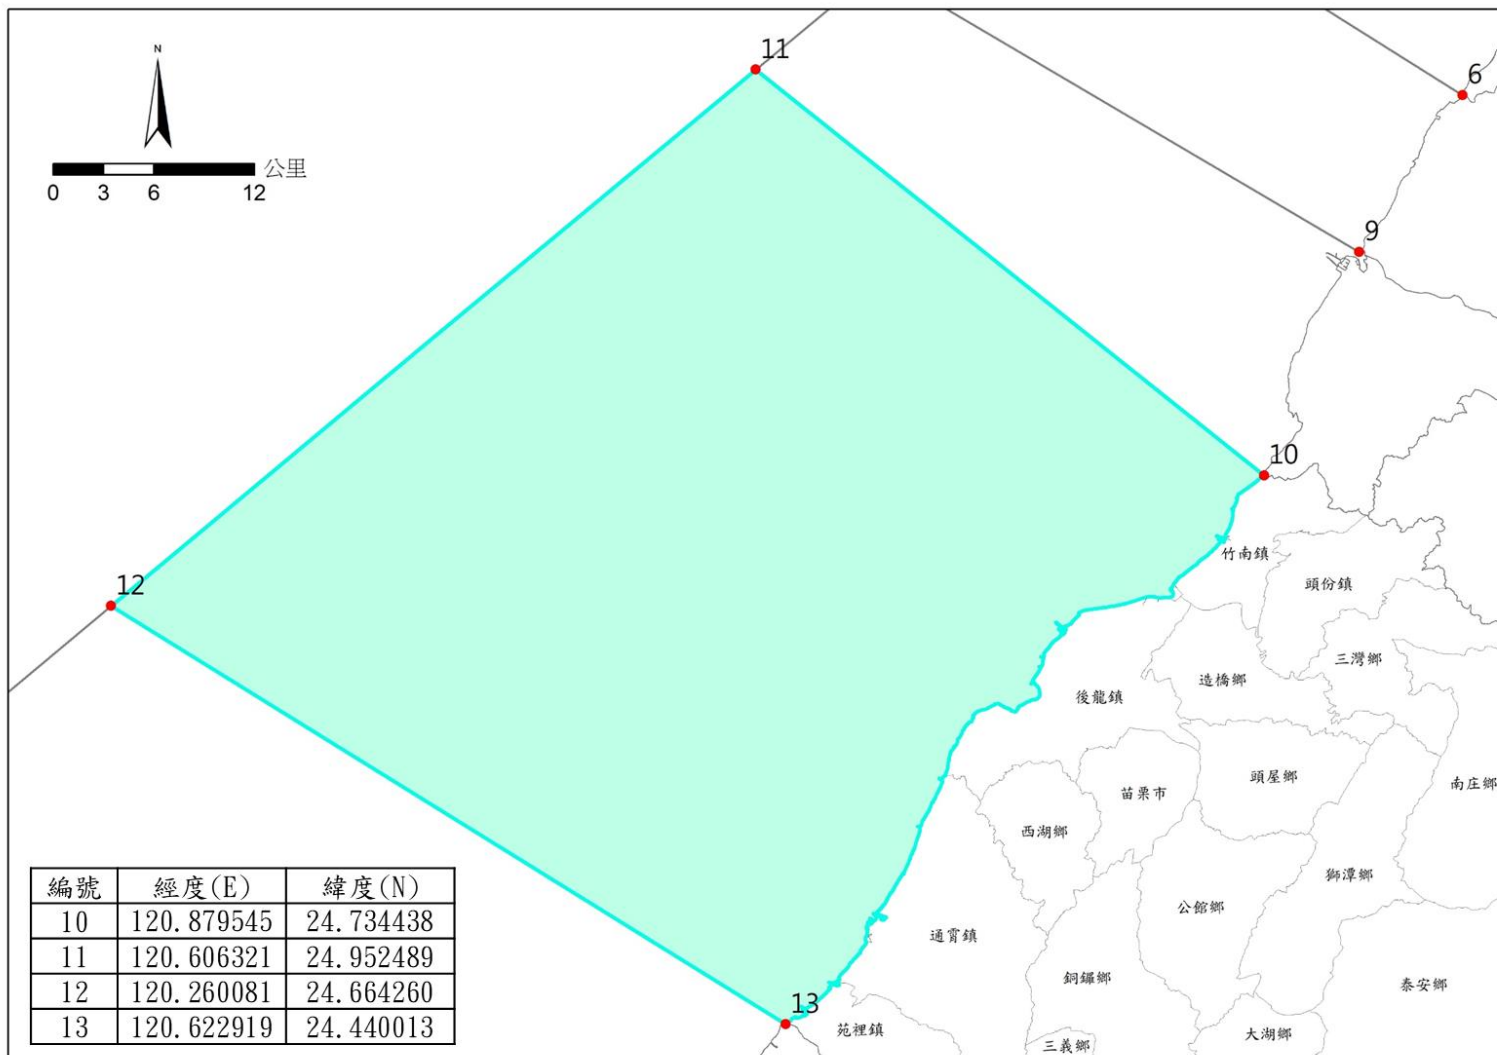 11
6
N
公里
0 3 6 12
9
10
竹南鎮
頭份鎮
12
三灣鄉
造橋鄉
後龍鎮
頭屋鄉
南庄鄉
苗栗市
西湖鄉
獅潭鄉
公館鄉
通霄鎮
銅鑼鄉
泰安鄉
13
苑裡鎮
大湖鄉
三義鄉
編號 經度(E) 緯度(N)
10 120.879545 24.734438
11 120.606321 24.952489
12 120.260081 24.664260
13 120.622919 24.440013